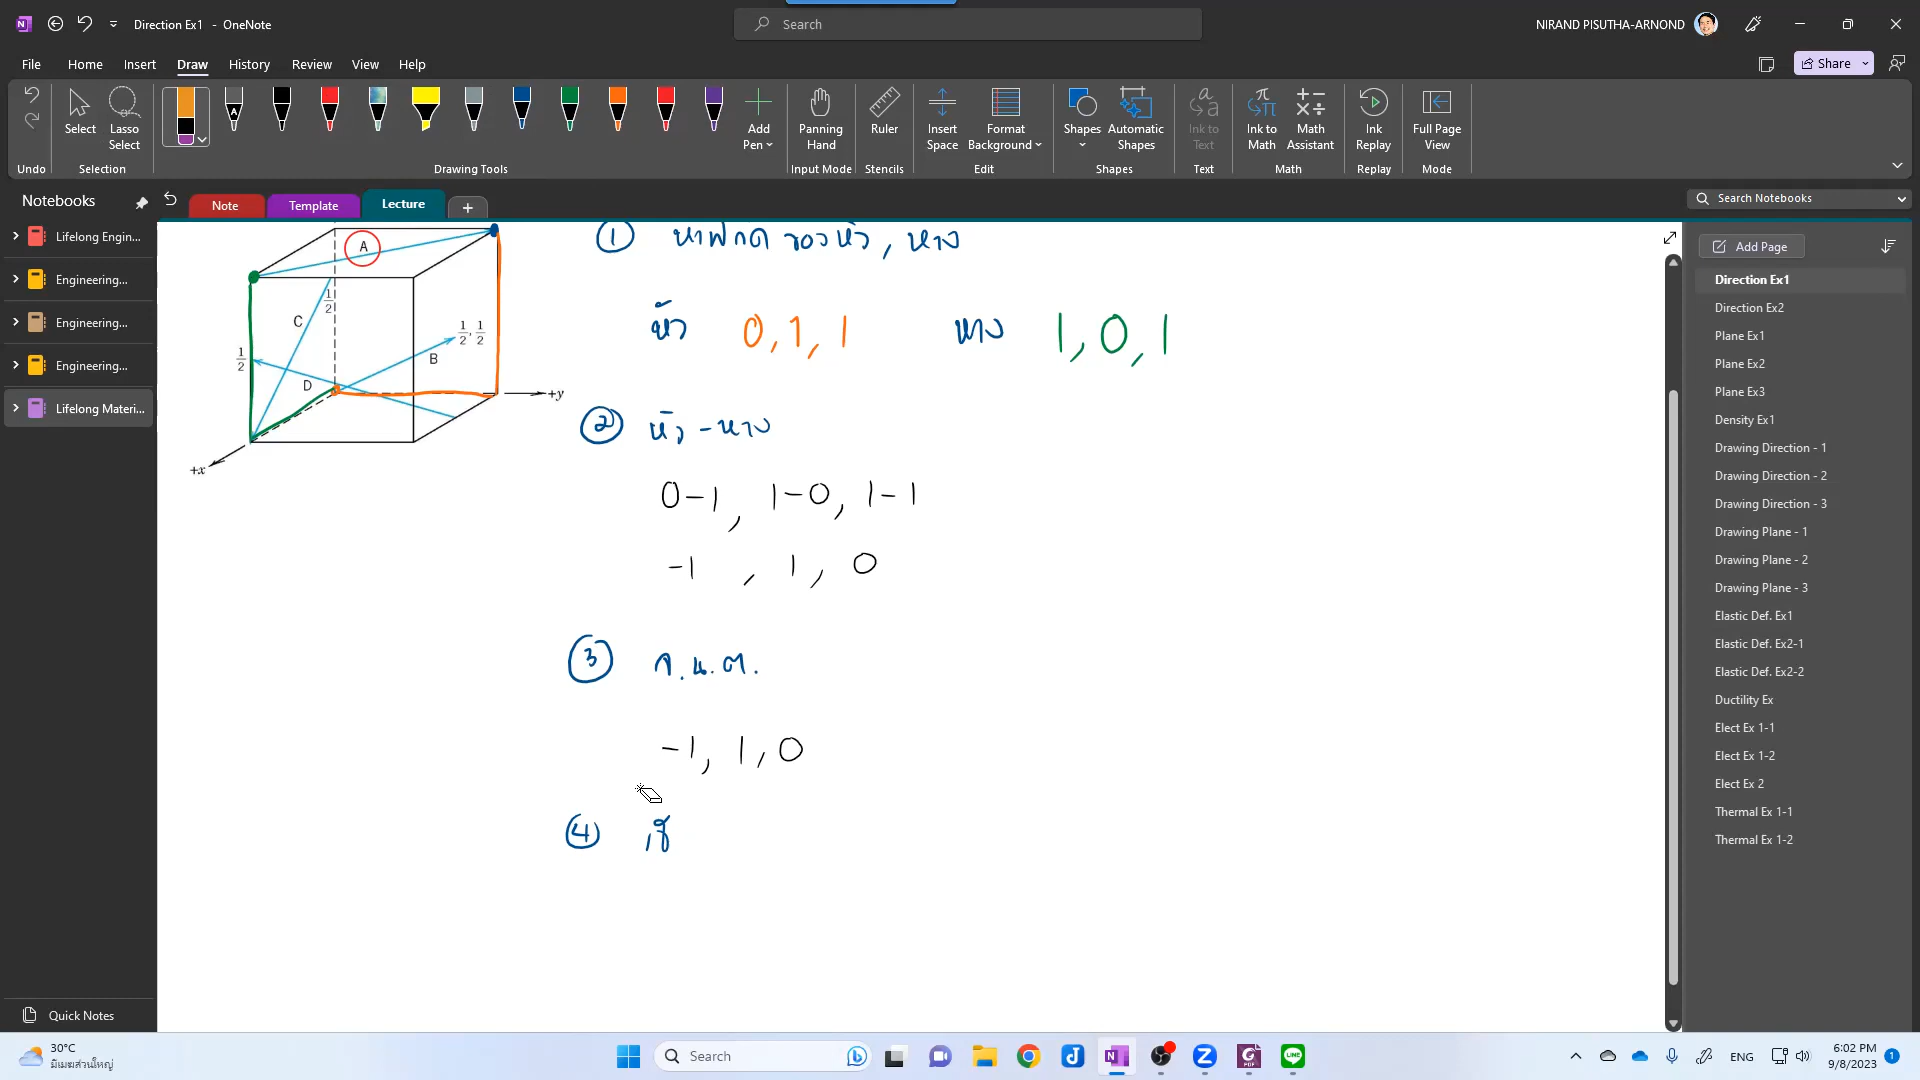 Direction Ex1 - OneNote
Search
NIRAND PISUTHA-ARNOND
File Home Insert Draw History Review View Help
Share
Undo
Select
Lasso Select
Selection
Drawing Tools
Add Pen
Panning Hand
Input Mode
Ruler
Stencils
Insert Space
Format Background
Edit
Shapes
Automatic Shapes
Shapes
Ink to Text
Text
Ink to Math
Math Assistant
Math
Ink Replay
Replay
Full Page View
Mode
Notebooks
Note
Template
Lecture
Search Notebooks
Lifelong Engin...
Engineering...
Engineering...
Engineering...
Lifelong Materi...
Quick Notes
A
1/2
C
1/2, 1/2
B
1/2
D
+y
+x
① หาพิกัดของหัว, หาง
หัว 0, 1, 1 หาง 1, 0, 1
② หัว - หาง
0-1, 1-0, 1-1
-1, 1, 0
③ ค.ร.น.
-1, 1, 0
④
Add Page
Direction Ex1
Direction Ex2
Plane Ex1
Plane Ex2
Plane Ex3
Density Ex1
Drawing Direction - 1
Drawing Direction - 2
Drawing Direction - 3
Drawing Plane - 1
Drawing Plane - 2
Drawing Plane - 3
Elastic Def. Ex1
Elastic Def. Ex2-1
Elastic Def. Ex2-2
Ductility Ex
Elect Ex 1-1
Elect Ex 1-2
Elect Ex 2
Thermal Ex 1-1
Thermal Ex 1-2
30°C
มีเมฆส่วนใหญ่
Search
ENG
6:02 PM
9/8/2023
1